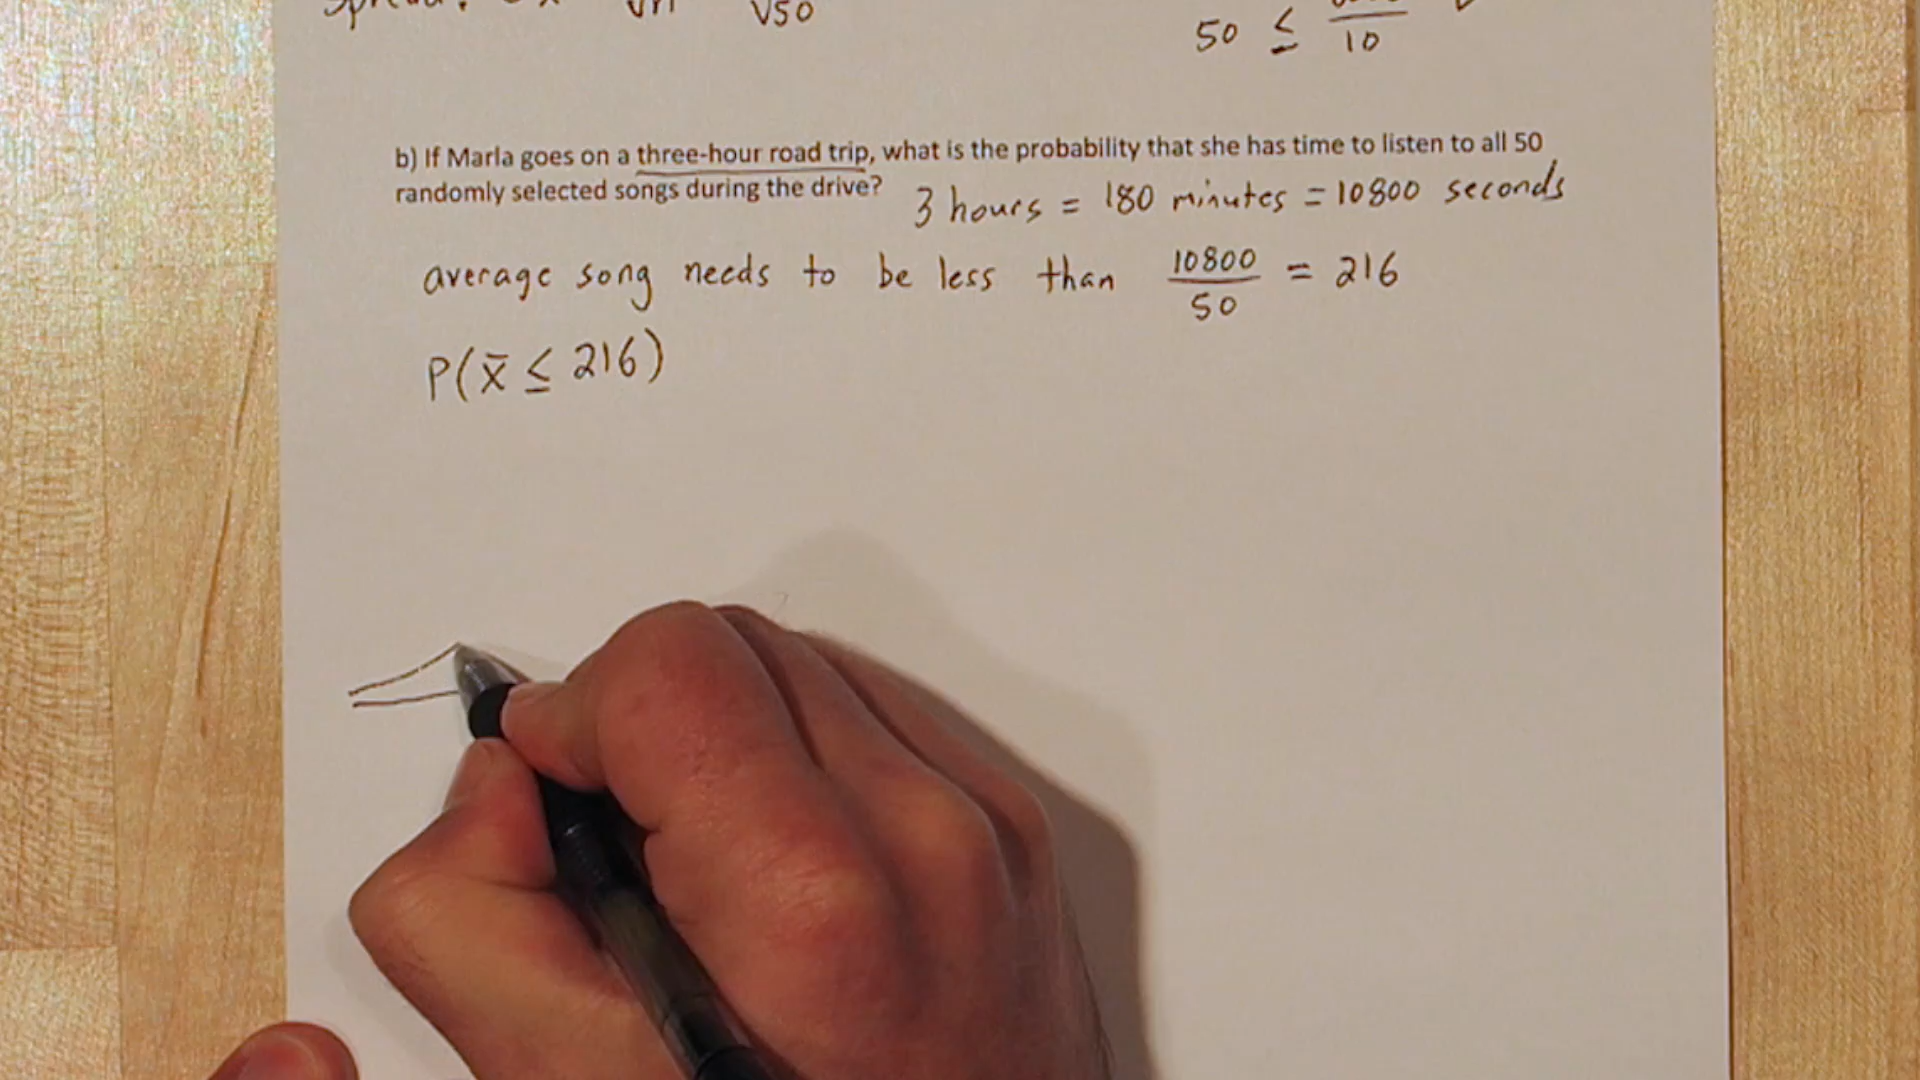 √50
50 ≤ 10
b) If Marla goes on a three-hour road trip, what is the probability that she has time to listen to all 50
randomly selected songs during the drive? 3 hours = 180 minutes = 10800 seconds
average song needs to be less than 10800/50 = 216
P(x̄ ≤ 216)